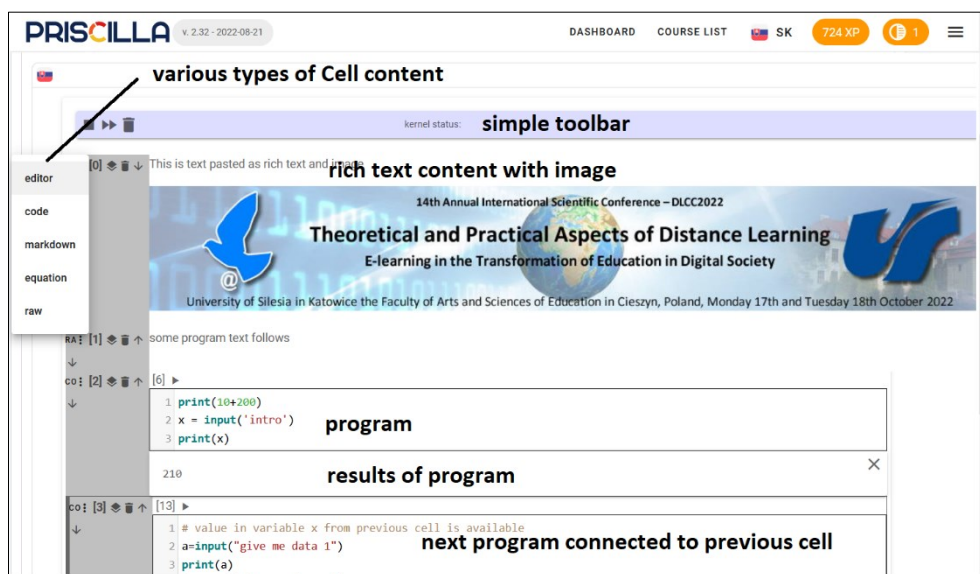 PRISCILLA v. 2.32 - 2022-08-21 DASHBOARD COURSE LIST SK 724 XP 1
various types of Cell content
kernel status: simple toolbar
[0] This is text pasted as rich text and image
rich text content with image
editor
code
markdown
equation
raw
14th Annual International Scientific Conference – DLCC2022
Theoretical and Practical Aspects of Distance Learning
E-learning in the Transformation of Education in Digital Society
@
University of Silesia in Katowice the Faculty of Arts and Sciences of Education in Cieszyn, Poland, Monday 17th and Tuesday 18th October 2022
RA [1] some program text follows
CO [2] [6]
1 print(10+200)
2 x = input('intro')
3 print(x)
program
210
results of program
CO [3] [13]
1 # value in variable x from previous cell is available
2 a=input("give me data 1")
3 print(a)
next program connected to previous cell